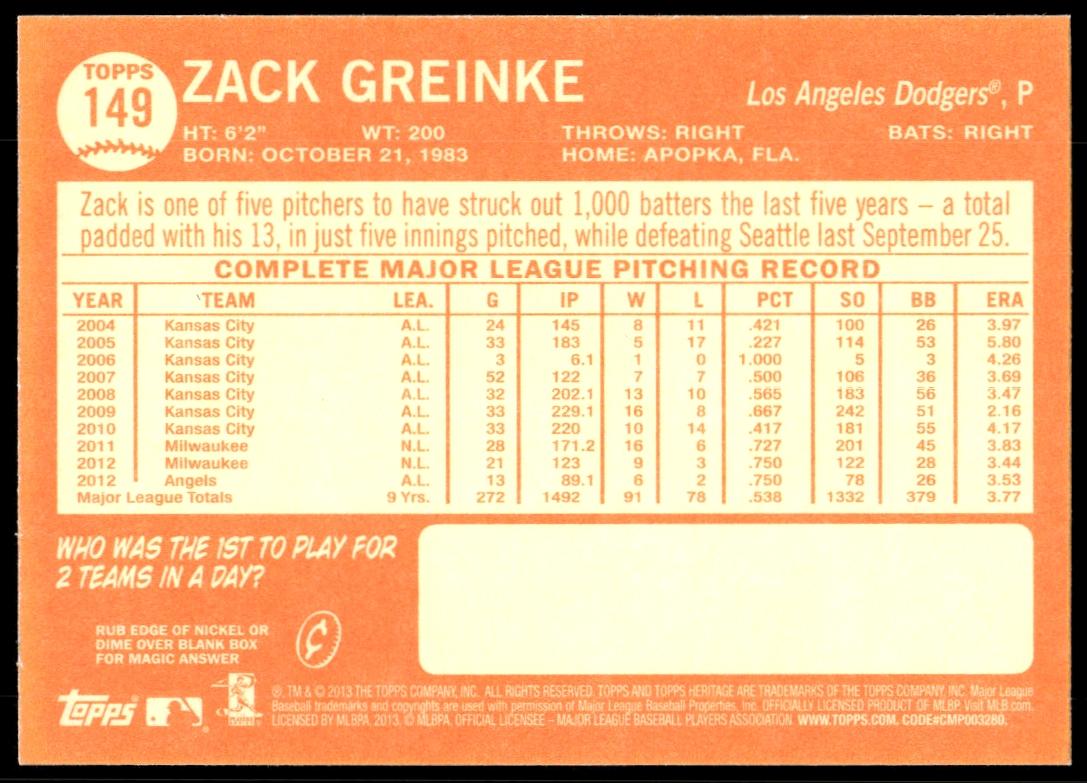 TOPPS
149
ZACK GREINKE
Los Angeles Dodgers®, P
HT: 6'2" WT: 200 THROWS: RIGHT BATS: RIGHT
BORN: OCTOBER 21, 1983 HOME: APOPKA, FLA.
Zack is one of five pitchers to have struck out 1,000 batters the last five years – a total
padded with his 13, in just five innings pitched, while defeating Seattle last September 25.
COMPLETE MAJOR LEAGUE PITCHING RECORD
YEAR TEAM LEA. G IP W L PCT SO BB ERA
2004 Kansas City A.L. 24 145 8 11 .421 100 26 3.97
2005 Kansas City A.L. 33 183 5 17 .227 114 53 5.80
2006 Kansas City A.L. 3 6.1 1 0 1.000 5 3 4.26
2007 Kansas City A.L. 52 122 7 7 .500 106 36 3.69
2008 Kansas City A.L. 32 202.1 13 10 .565 183 56 3.47
2009 Kansas City A.L. 33 229.1 16 8 .667 242 51 2.16
2010 Kansas City A.L. 33 220 10 14 .417 181 55 4.17
2011 Milwaukee N.L. 28 171.2 16 6 .727 201 45 3.83
2012 Milwaukee N.L. 21 123 9 3 .750 122 28 3.44
2012 Angels A.L. 13 89.1 6 2 .750 78 26 3.53
Major League Totals 9 Yrs. 272 1492 91 78 .538 1332 379 3.77
WHO WAS THE 1ST TO PLAY FOR
2 TEAMS IN A DAY?
RUB EDGE OF NICKEL OR
DIME OVER BLANK BOX
FOR MAGIC ANSWER
¢
topps
®, TM & © 2013 THE TOPPS COMPANY, INC. ALL RIGHTS RESERVED. TOPPS AND TOPPS HERITAGE ARE TRADEMARKS OF THE TOPPS COMPANY, INC. Major League
Baseball trademarks and copyrights are used with permission of Major League Baseball Properties, Inc. OFFICIALLY LICENSED PRODUCT OF MLBP. Visit MLB.com.
LICENSED BY MLBPA. 2013. © MLBPA. OFFICIAL LICENSEE – MAJOR LEAGUE BASEBALL PLAYERS ASSOCIATION. WWW.TOPPS.COM. CODE#CMP003280.